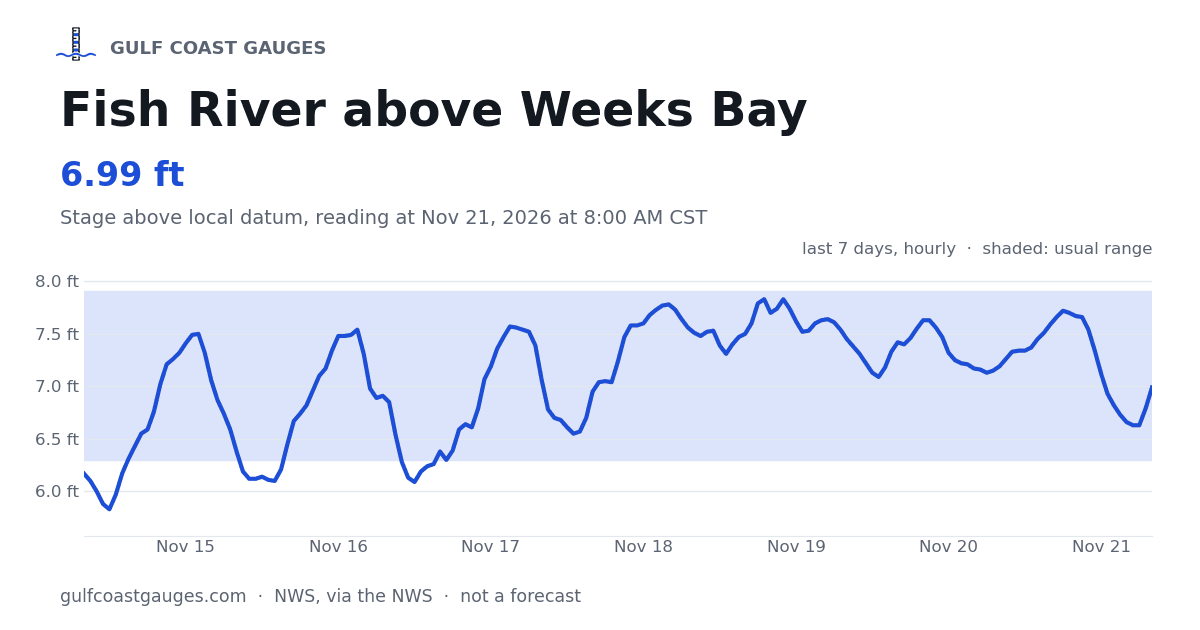 GULF COAST GAUGES
Fish River above Weeks Bay
6.99 ft
Stage above local datum, reading at Nov 21, 2026 at 8:00 AM CST
last 7 days, hourly · shaded: usual range
8.0 ft
7.5 ft
7.0 ft
6.5 ft
6.0 ft
Nov 15 Nov 16 Nov 17 Nov 18 Nov 19 Nov 20 Nov 21
gulfcoastgauges.com · NWS, via the NWS · not a forecast